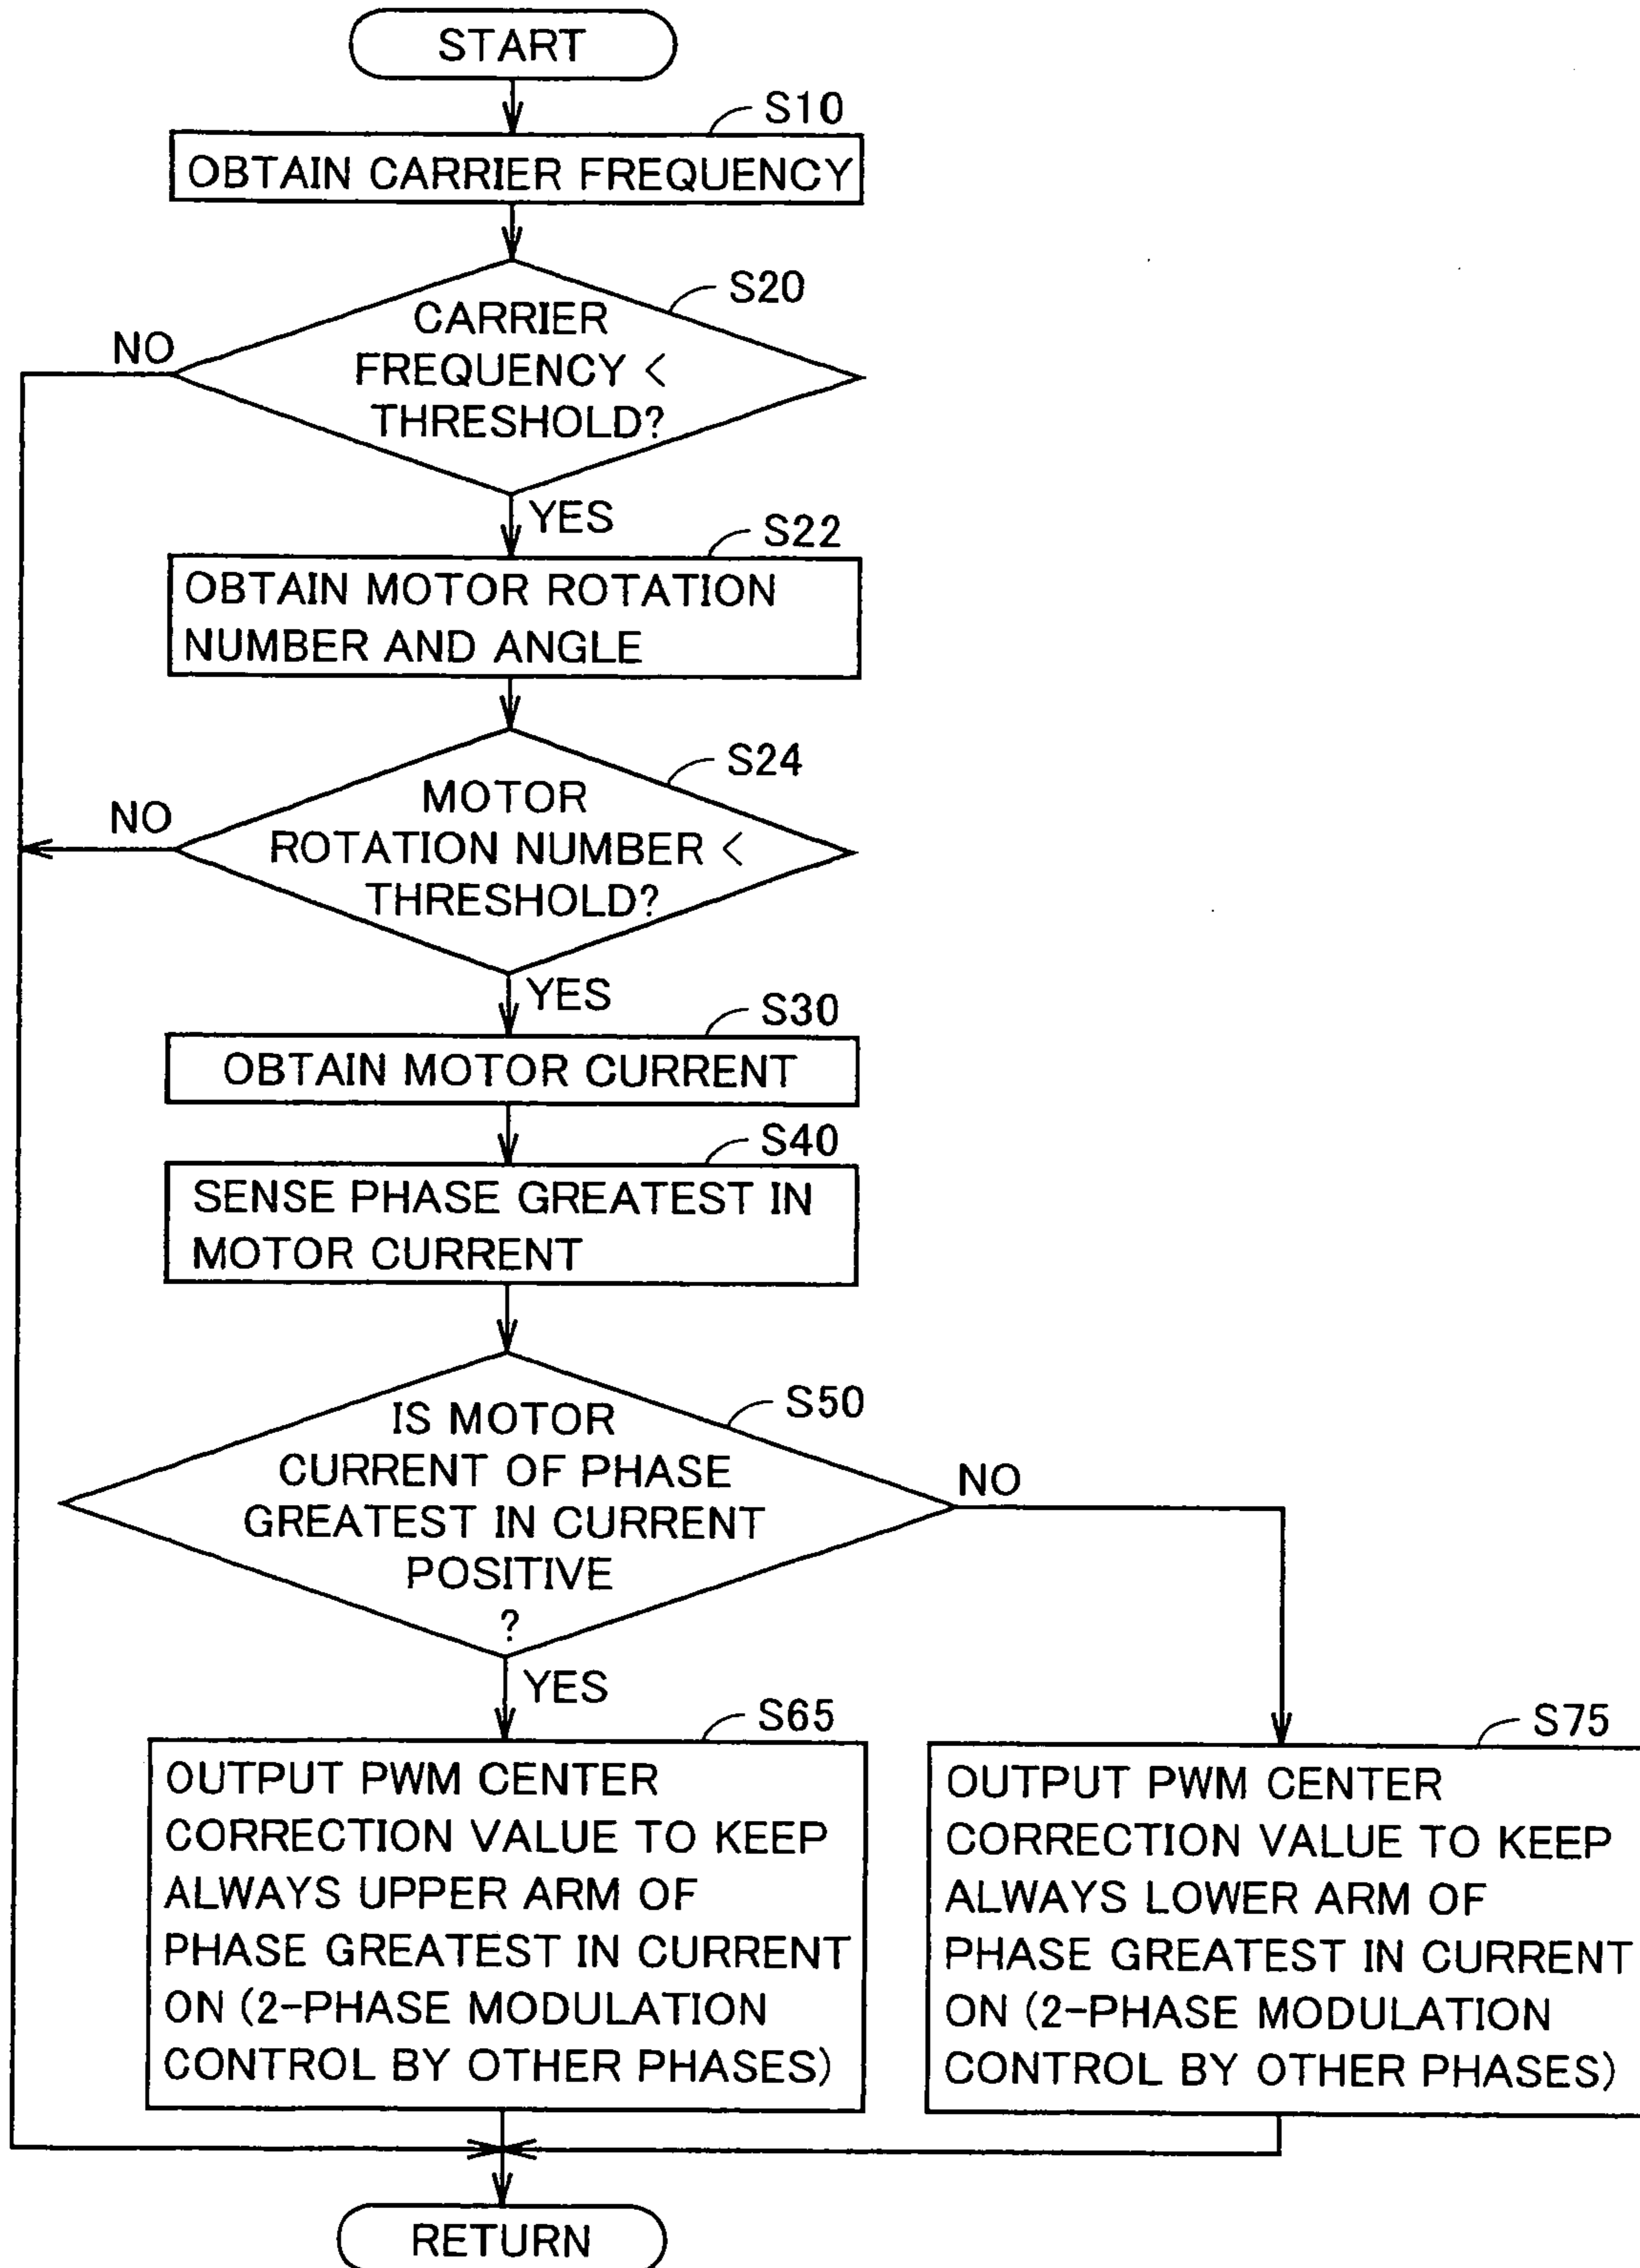 START
S10
OBTAIN CARRIER FREQUENCY
S20
CARRIER
FREQUENCY <
THRESHOLD?
NO
YES
S22
OBTAIN MOTOR ROTATION
NUMBER AND ANGLE
S24
MOTOR
ROTATION NUMBER <
THRESHOLD?
NO
YES
S30
OBTAIN MOTOR CURRENT
S40
SENSE PHASE GREATEST IN
MOTOR CURRENT
S50
IS MOTOR
CURRENT OF PHASE
GREATEST IN CURRENT
POSITIVE
?
NO
YES
S65
OUTPUT PWM CENTER
CORRECTION VALUE TO KEEP
ALWAYS UPPER ARM OF
PHASE GREATEST IN CURRENT
ON (2-PHASE MODULATION
CONTROL BY OTHER PHASES)
S75
OUTPUT PWM CENTER
CORRECTION VALUE TO KEEP
ALWAYS LOWER ARM OF
PHASE GREATEST IN CURRENT
ON (2-PHASE MODULATION
CONTROL BY OTHER PHASES)
RETURN